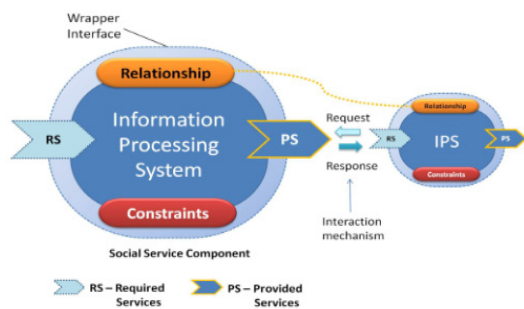 Wrapper
Interface
Relationship
RS
Information
Processing
System
PS
Constraints
Social Service Component
Request
Response
Interaction
mechanism
Relationship
RS
IPS
PS
Constraints
RS – Required
Services
PS – Provided
Services